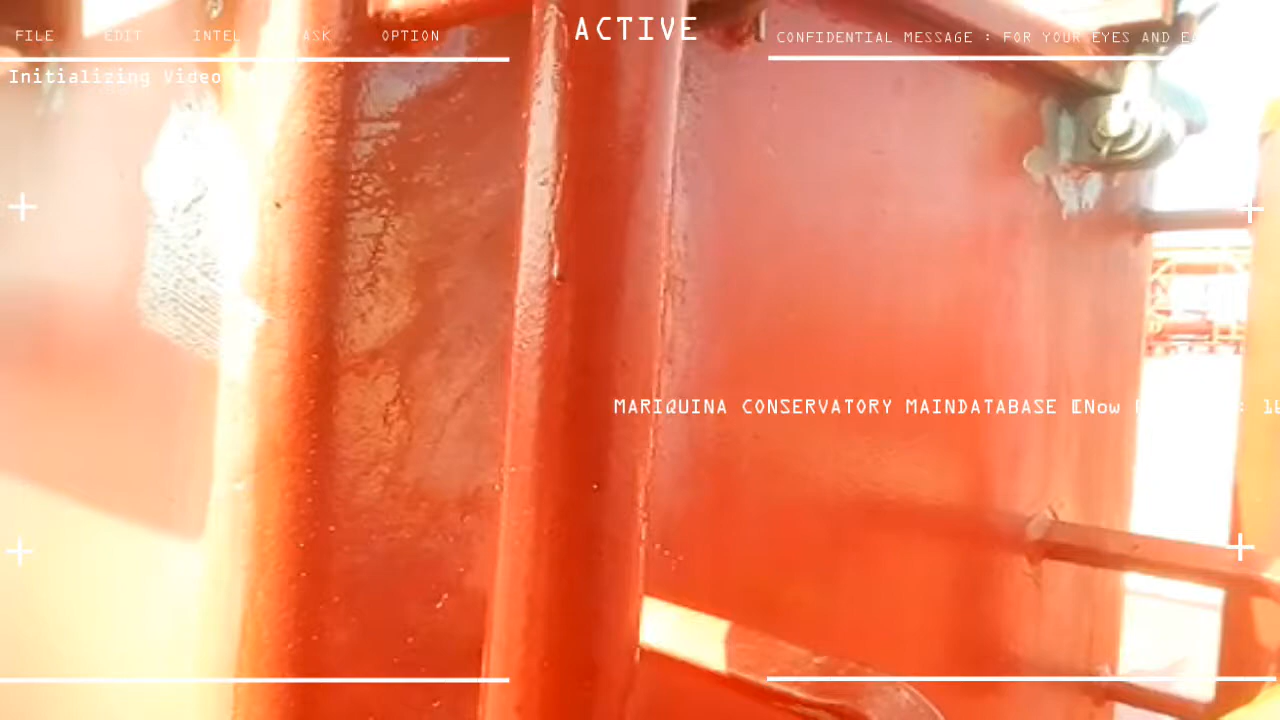 FILE EDIT INTEL ASK OPTION
ACTIVE
CONFIDENTIAL MESSAGE : FOR YOUR EYES AND
Initializing Video
MARIQUINA CONSERVATORY MAINDATABASE